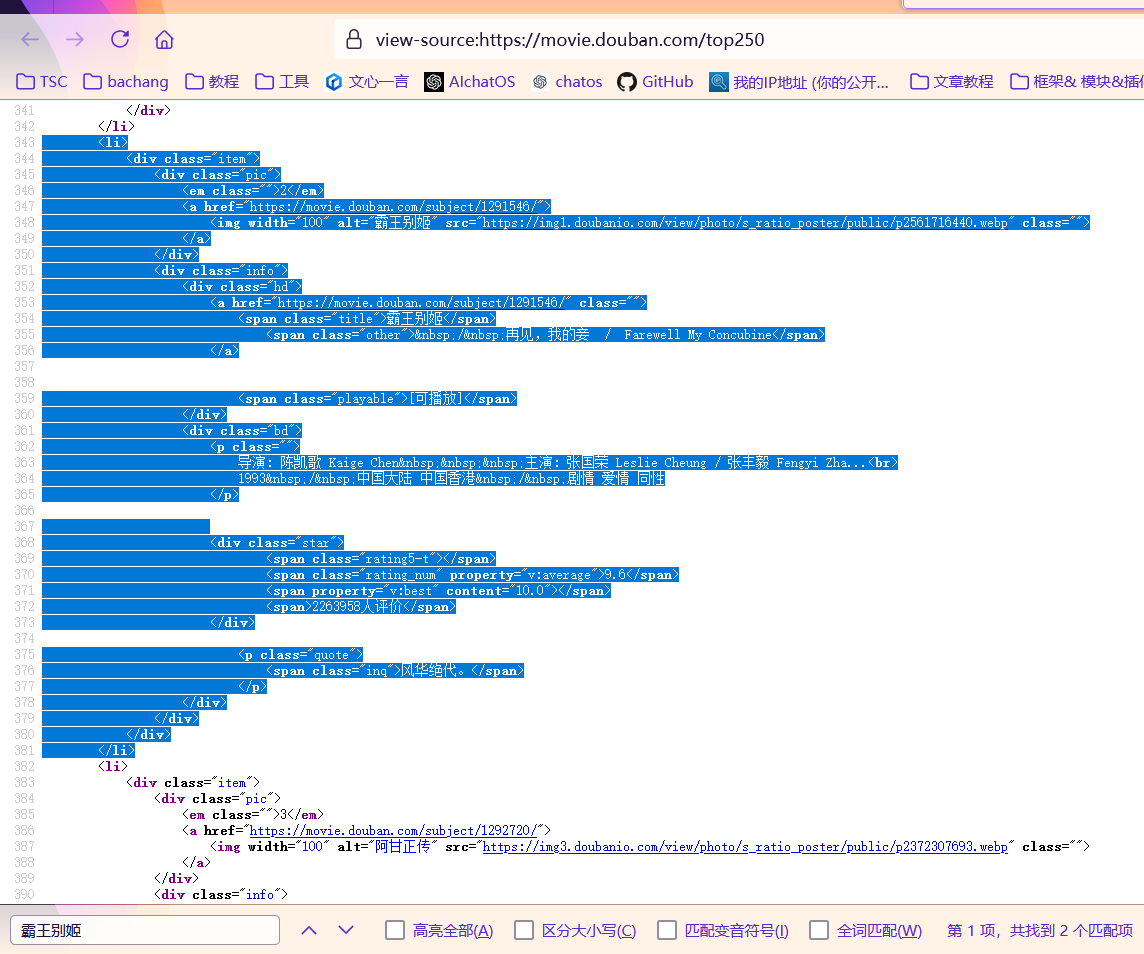 view-source:https://movie.douban.com/top250
TSC bachang 教程 工具 文心一言 AIchatOS chatos GitHub 我的IP地址 (你的公开... 文章教程 框架& 模块&插
341 </div>
342 </li>
343 <li>
344 <div class="item">
345 <div class="pic">
346 <em class="">2</em>
347 <a href="https://movie.douban.com/subject/1291546/">
348 <img width="100" alt="霸王别姬" src="https://img1.doubanio.com/view/photo/s_ratio_poster/public/p2561716440.webp" class="">
349 </a>
350 </div>
351 <div class="info">
352 <div class="hd">
353 <a href="https://movie.douban.com/subject/1291546/" class="">
354 <span class="title">霸王别姬</span>
355 <span class="other">&nbsp;/&nbsp;再见，我的妾  /  Farewell My Concubine</span>
356 </a>
357
358
359 <span class="playable">[可播放]</span>
360 </div>
361 <div class="bd">
362 <p class="">
363 导演: 陈凯歌 Kaige Chen&nbsp;&nbsp;&nbsp;主演: 张国荣 Leslie Cheung / 张丰毅 Fengyi Zha...<br>
364 1993&nbsp;/&nbsp;中国大陆 中国香港&nbsp;/&nbsp;剧情 爱情 同性
365 </p>
366
367
368 <div class="star">
369 <span class="rating5-t"></span>
370 <span class="rating_num" property="v:average">9.6</span>
371 <span property="v:best" content="10.0"></span>
372 <span>2263958人评价</span>
373 </div>
374
375 <p class="quote">
376 <span class="inq">风华绝代。</span>
377 </p>
378 </div>
379 </div>
380 </div>
381 </li>
382 <li>
383 <div class="item">
384 <div class="pic">
385 <em class="">3</em>
386 <a href="https://movie.douban.com/subject/1292720/">
387 <img width="100" alt="阿甘正传" src="https://img3.doubanio.com/view/photo/s_ratio_poster/public/p2372307693.webp" class="">
388 </a>
389 </div>
390 <div class="info">
霸王别姬 高亮全部(A) 区分大小写(C) 匹配变音符号(I) 全词匹配(W) 第 1 项，共找到 2 个匹配项